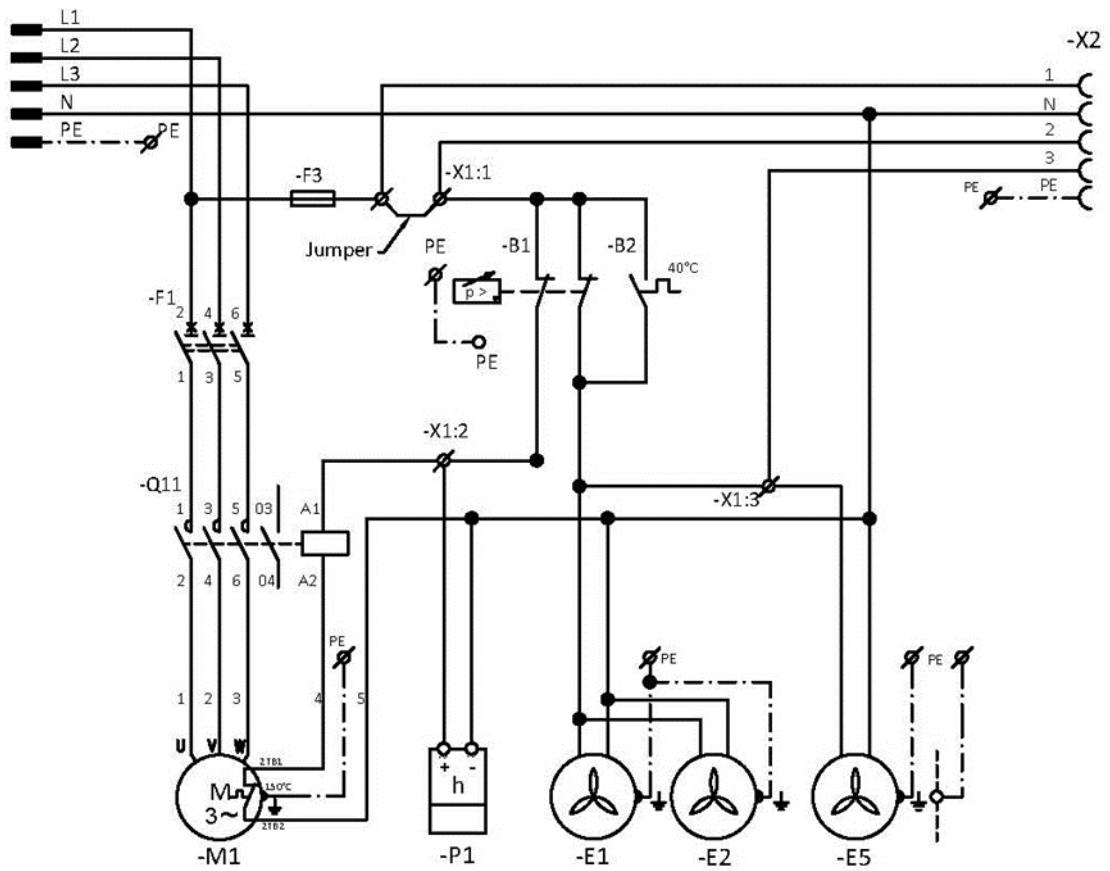 L1
-X2
L2
L3
1
N
N
PE
PE
2
3
-F3
-X1:1
PE
PE
Jumper
PE
-B1
-B2
40°C
p >
-F1
2
4
6
PE
1
3
5
-X1:2
-Q11
-X1:3
1
3
5
03
A1
2
4
6
04
A2
PE
PE
PE
1
2
3
4
5
U
V
W
2TB1
+
-
M
150°C
h
3~
2TB2
-M1
-P1
-E1
-E2
-E5